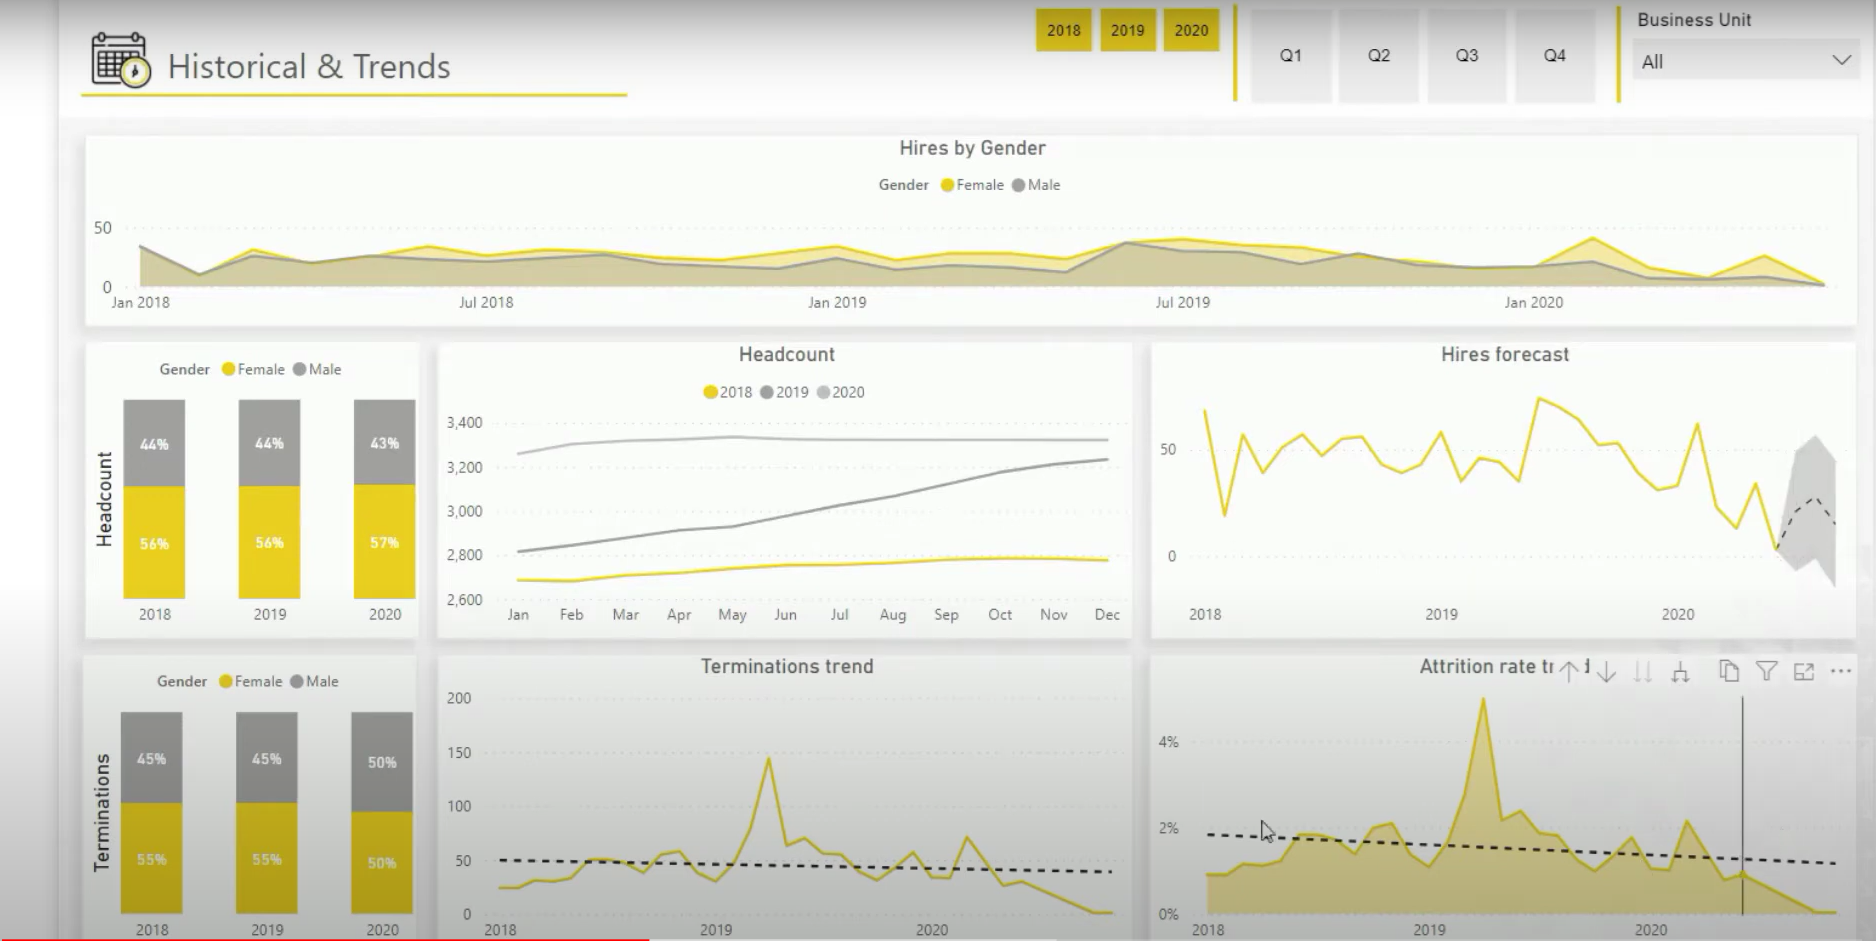 Historical & Trends
2018 2019 2020
Q1 Q2 Q3 Q4
Business Unit
All
Hires by Gender
Gender Female Male
50
0
Jan 2018 Jul 2018 Jan 2019 Jul 2019 Jan 2020
Gender Female Male
Headcount
44% 44% 43%
56% 56% 57%
2018 2019 2020
Headcount
2018 2019 2020
3,400
3,200
3,000
2,800
2,600
Jan Feb Mar Apr May Jun Jul Aug Sep Oct Nov Dec
Hires forecast
50
0
2018 2019 2020
Gender Female Male
Terminations
45% 45% 50%
55% 55% 50%
2018 2019 2020
Terminations trend
200
150
100
50
0
2018 2019 2020
Attrition rate
4%
2%
0%
2018 2019 2020